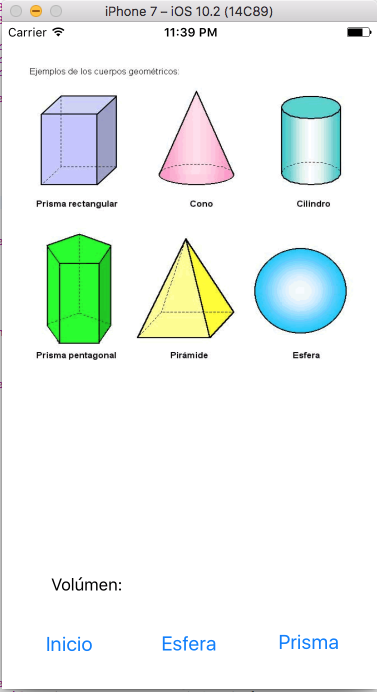 iPhone 7 – iOS 10.2 (14C89)
Carrier 11:39 PM
Ejemplos de los cuerpos geométricos:
Prisma rectangular Cono Cilindro
Prisma pentagonal Pirámide Esfera
Volúmen:
Inicio Esfera Prisma